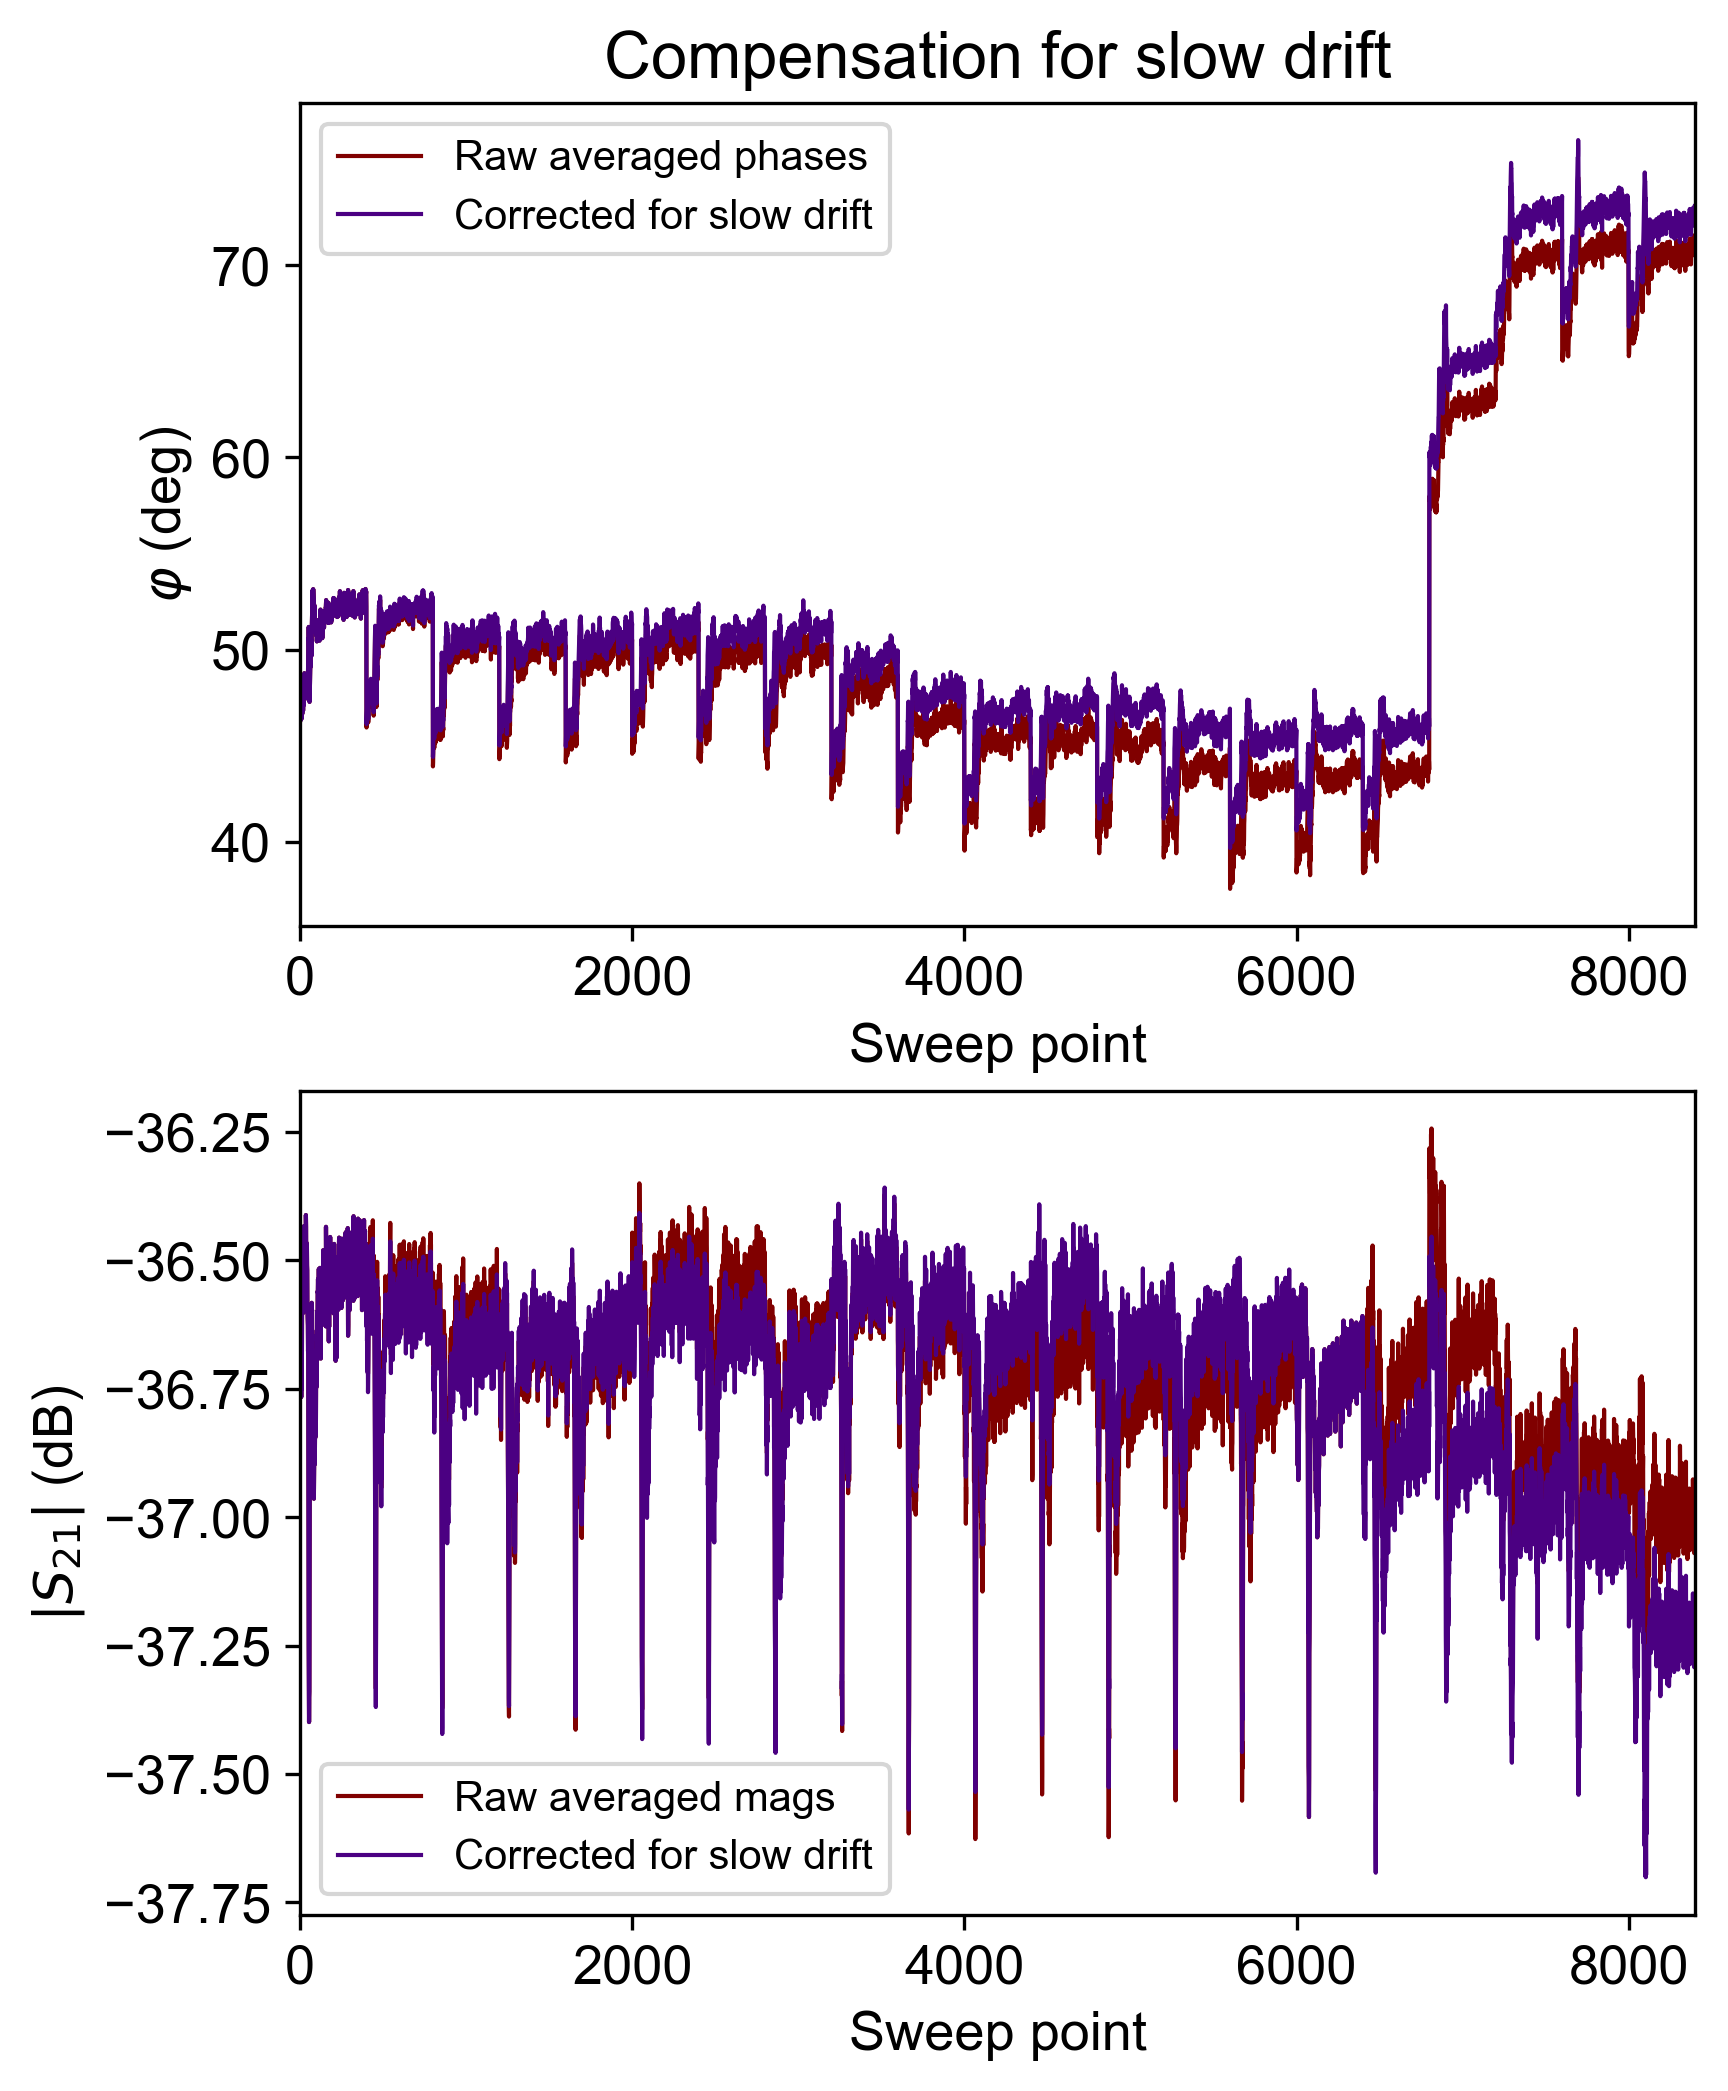 Compensation for slow drift
Raw averaged phases
Corrected for slow drift
φ (deg)
70
60
50
40
0 2000 4000 6000 8000
Sweep point
−36.25
−36.50
−36.75
−37.00
−37.25
−37.50
−37.75
|S₂₁| (dB)
Raw averaged mags
Corrected for slow drift
0 2000 4000 6000 8000
Sweep point